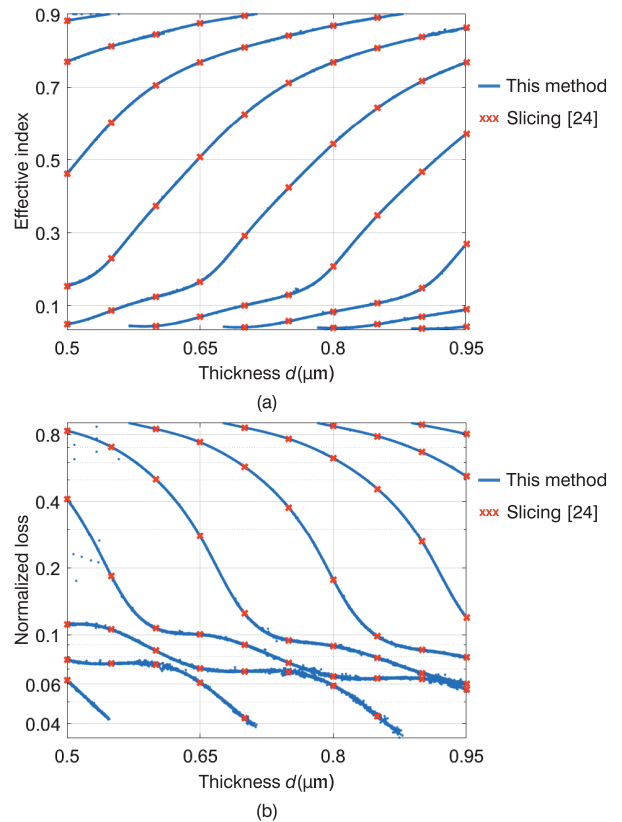 0.9
0.7
0.5
0.3
0.1
Effective index
0.5
0.65
0.8
0.95
Thickness d(μm)
This method
xxx Slicing [24]
(a)
0.8
0.4
0.2
0.1
0.06
0.04
Normalized loss
0.5
0.65
0.8
0.95
Thickness d(μm)
This method
xxx Slicing [24]
(b)